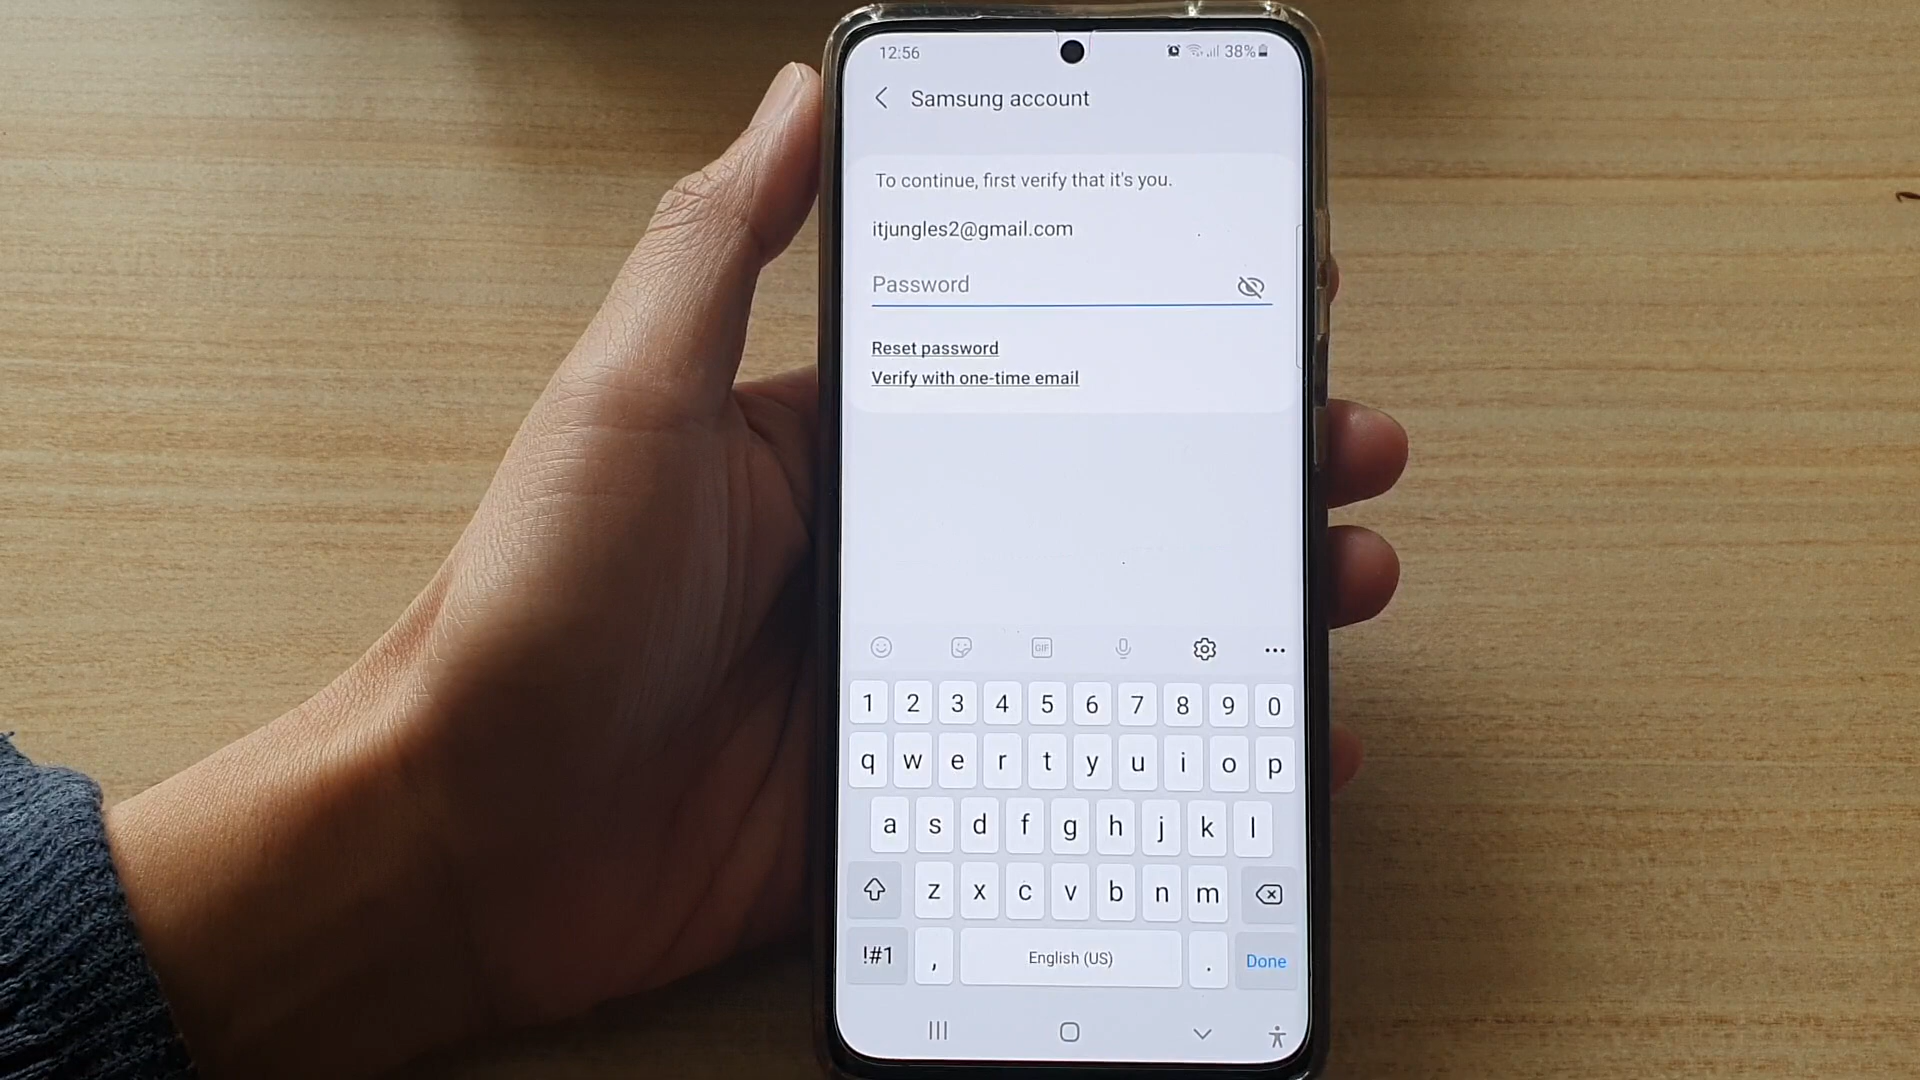 12:56
38%
Samsung account
To continue, first verify that it's you.
itjungles2@gmail.com
Password
Reset password
Verify with one-time email
GIF
1 2 3 4 5 6 7 8 9 0
q w e r t y u i o p
a s d f g h j k l
z x c v b n m
!#1 , English (US) . Done